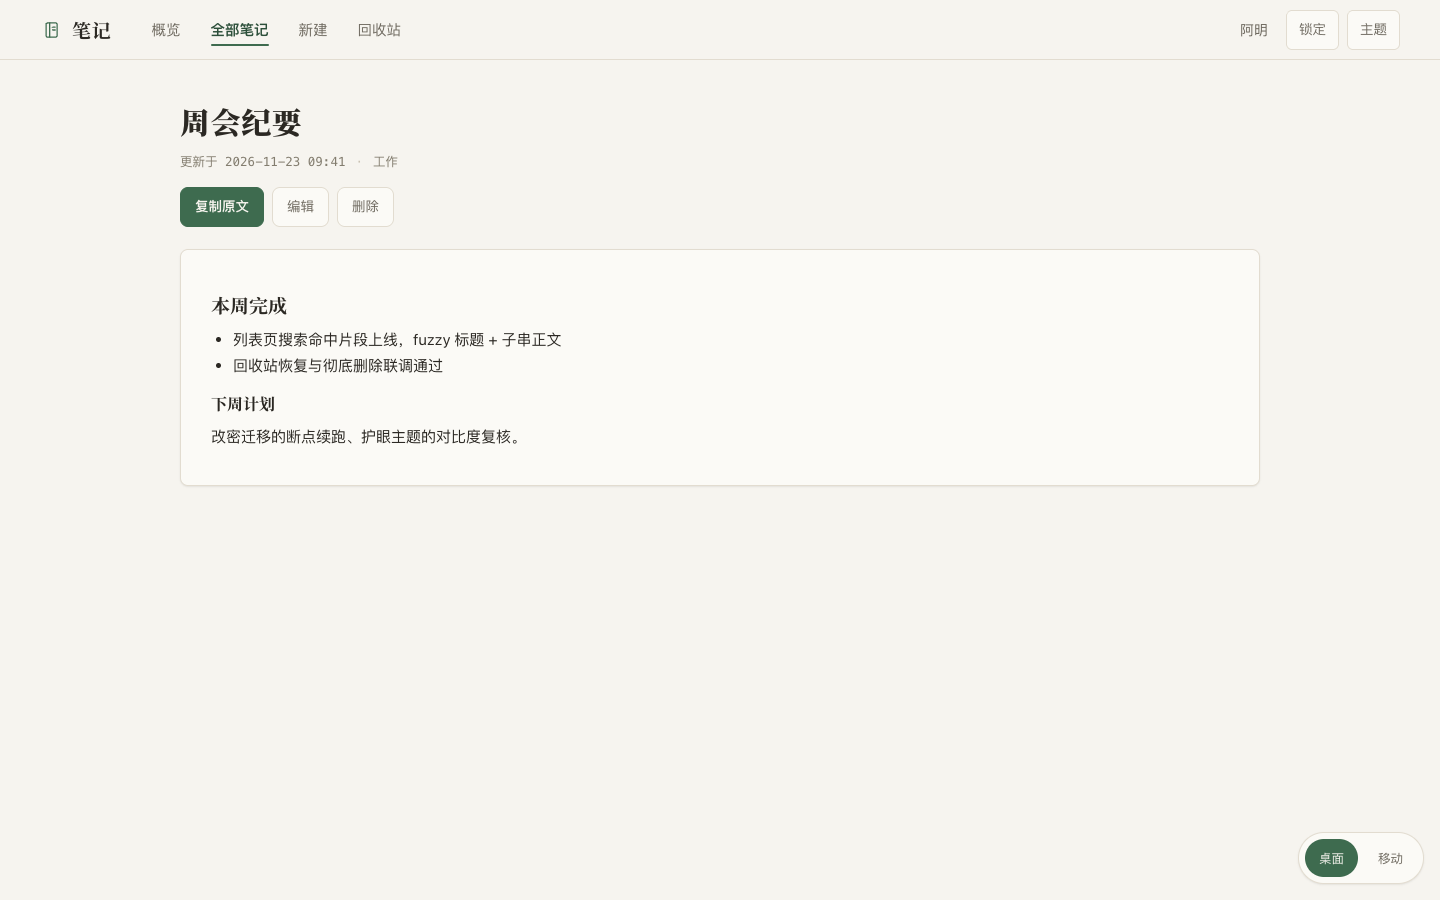 笔记 概览 全部笔记 新建 回收站 阿明 锁定 主题
周会纪要
更新于 2026-11-23 09:41 · 工作
复制原文 编辑 删除
本周完成
• 列表页搜索命中片段上线，fuzzy 标题 + 子串正文
• 回收站恢复与彻底删除联调通过
下周计划
改密迁移的断点续跑、护眼主题的对比度复核。
桌面 移动